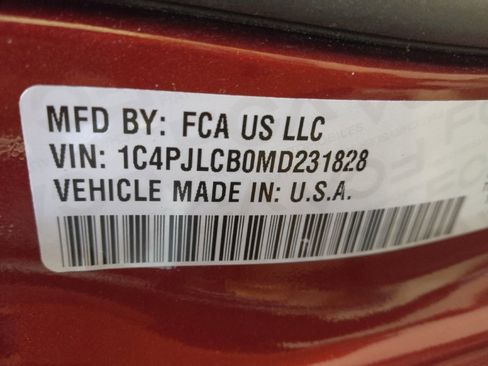 MFD BY: FCA US LLC
VIN: 1C4PJLCB0MD231828
VEHICLE MADE IN: U.S.A.